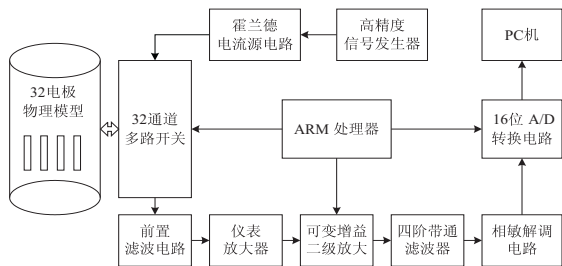 霍兰德
电流源电路
高精度
信号发生器
PC机
32电极
物理模型
32通道
多路开关
ARM 处理器
16位 A/D
转换电路
前置
滤波电路
仪表
放大器
可变增益
二级放大
四阶带通
滤波器
相敏解调
电路